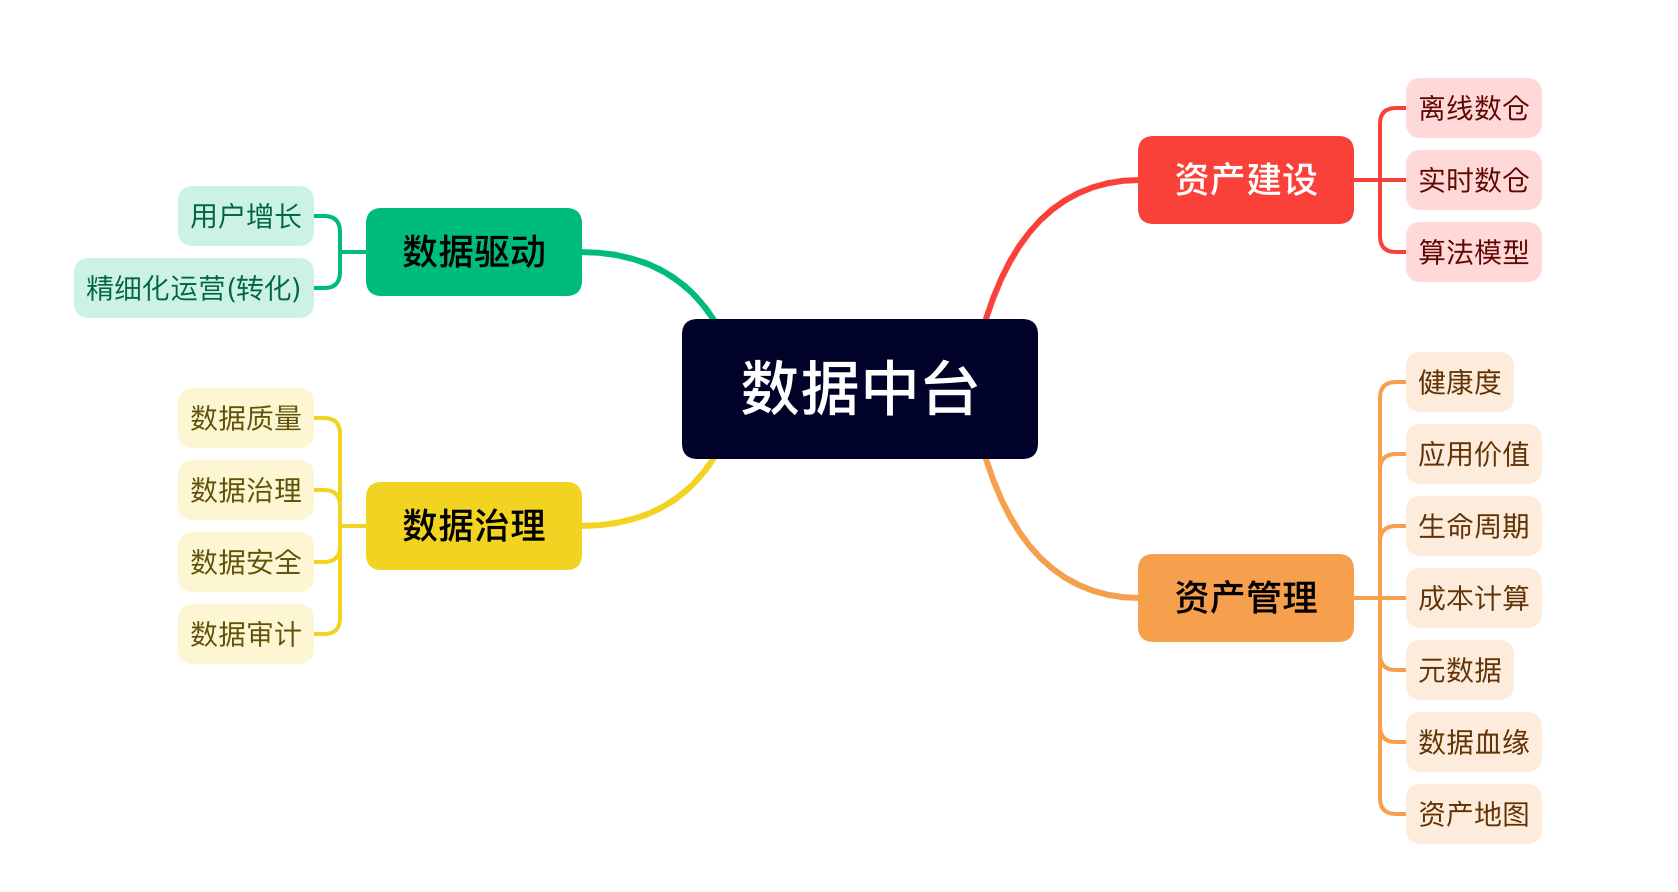 数据中台
资产建设
离线数仓
实时数仓
算法模型
资产管理
健康度
应用价值
生命周期
成本计算
元数据
数据血缘
资产地图
数据驱动
用户增长
精细化运营(转化)
数据治理
数据质量
数据治理
数据安全
数据审计